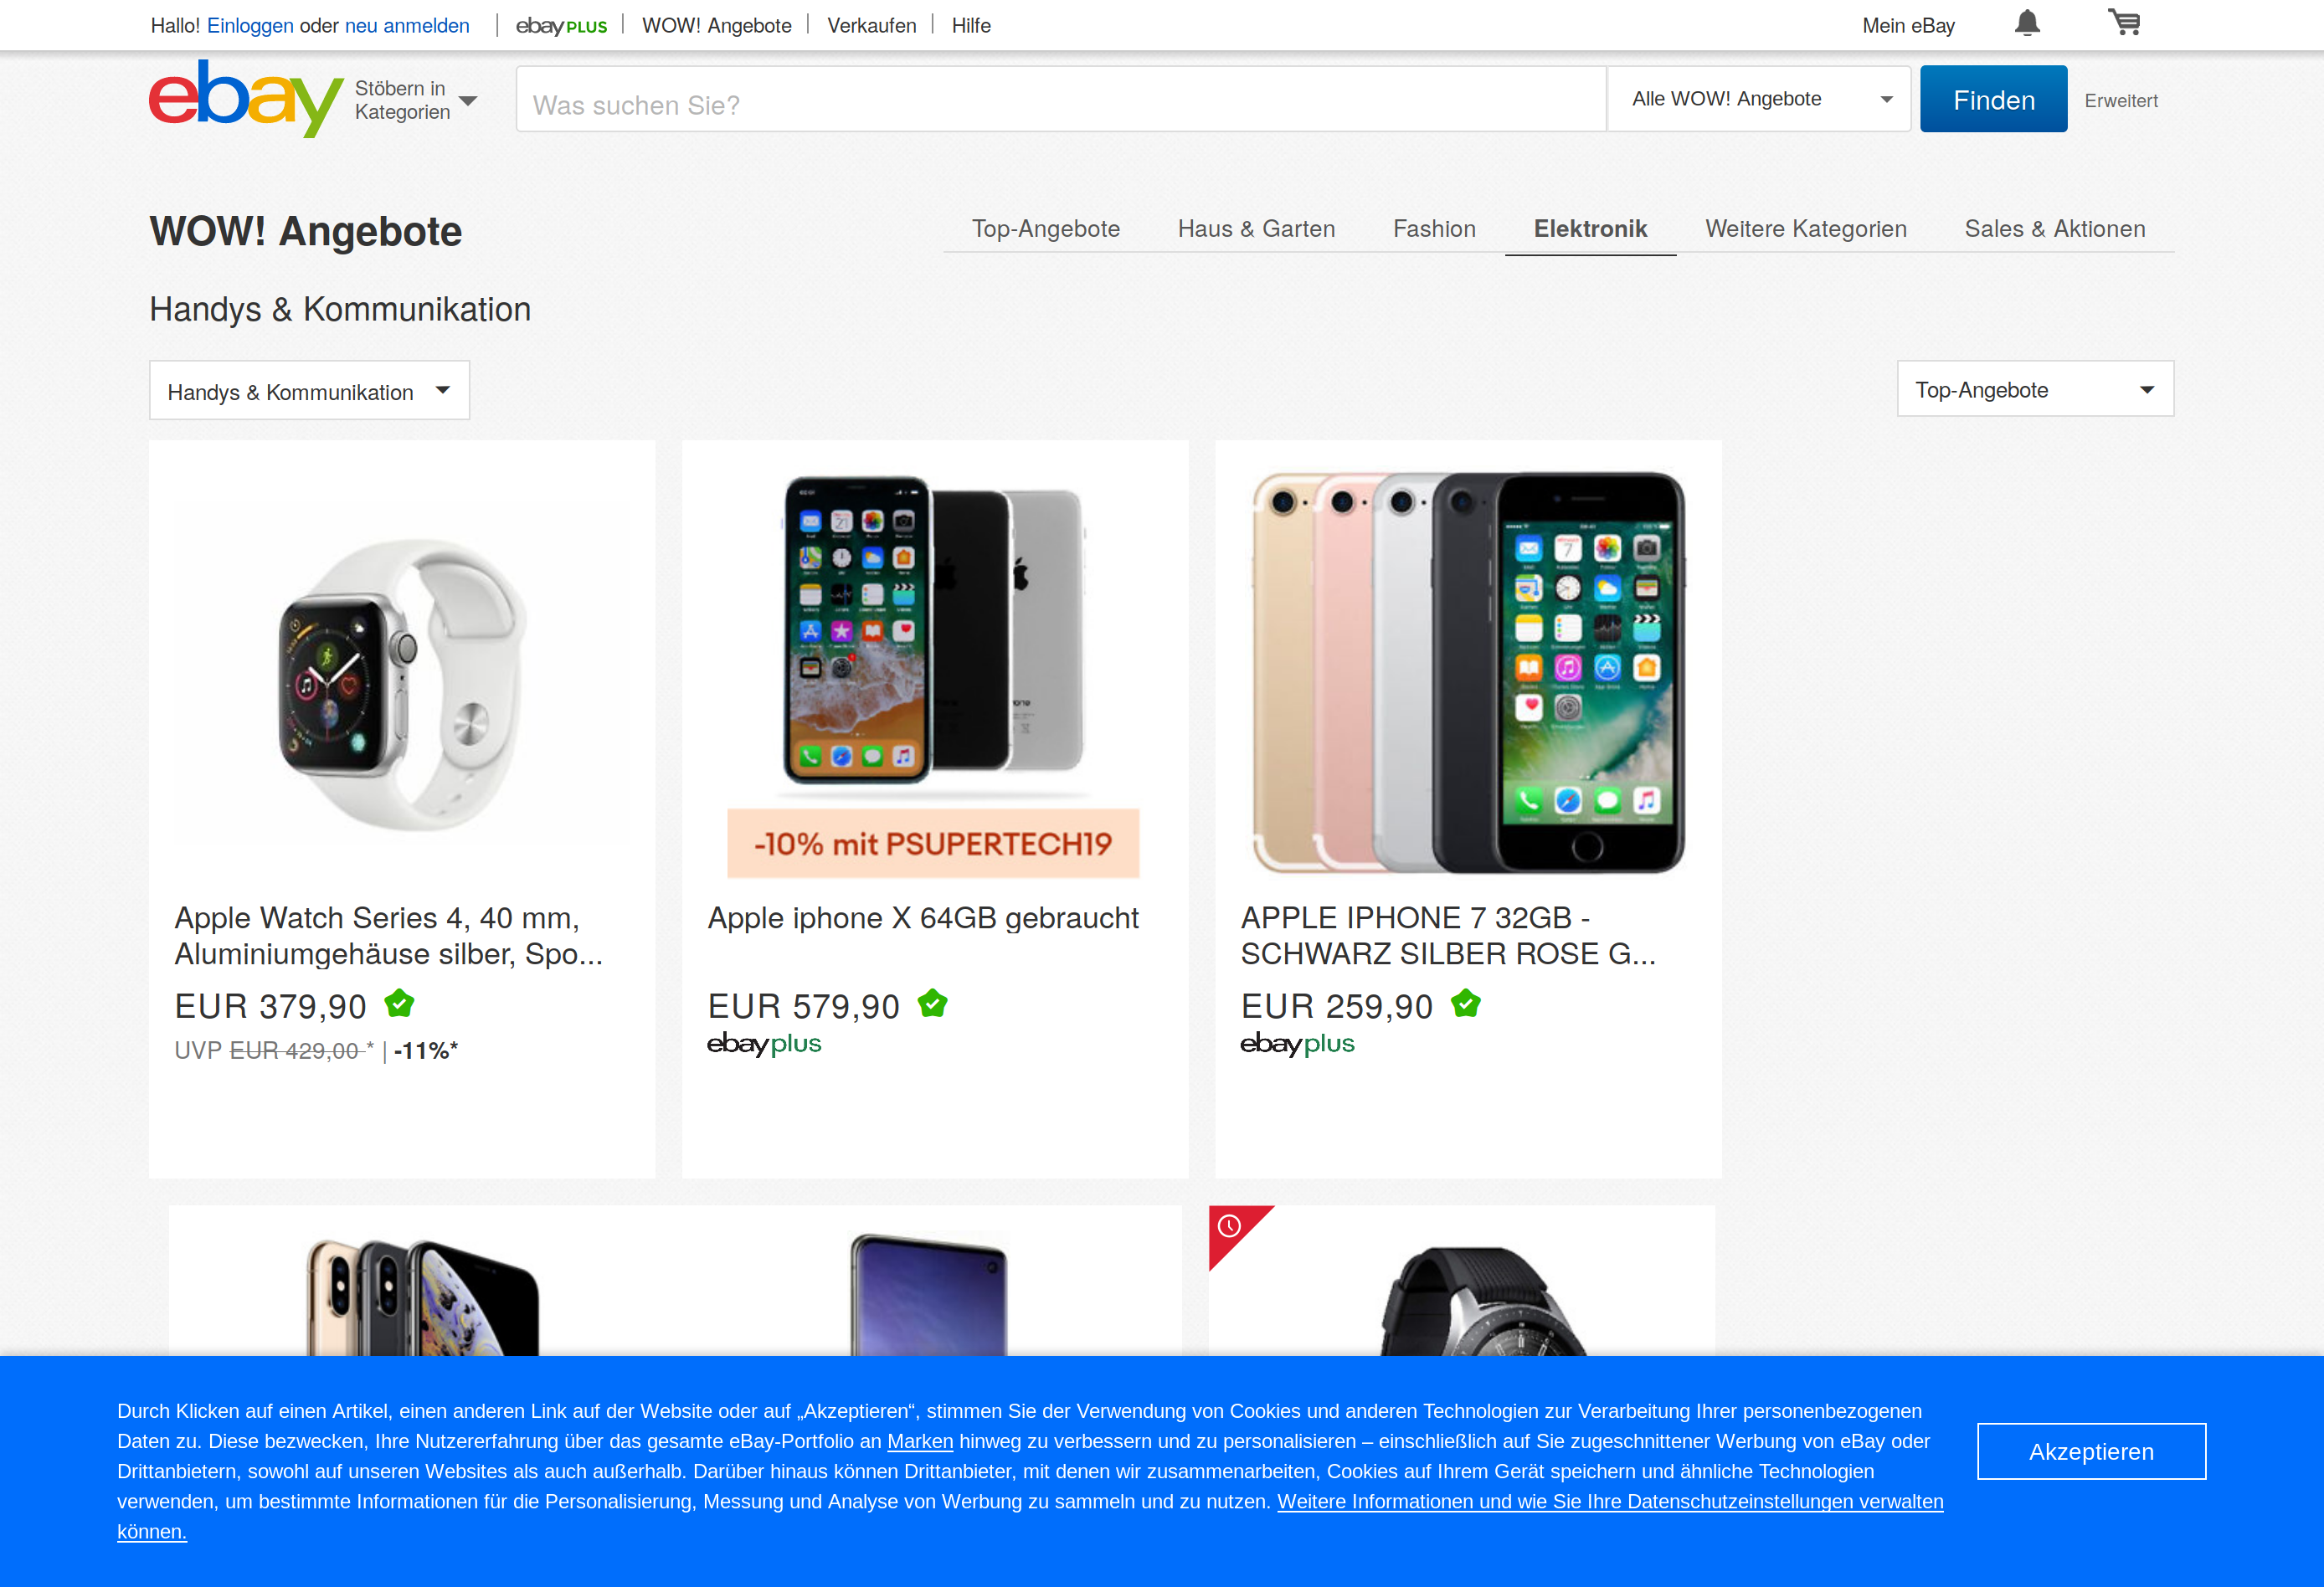 Hallo! Einloggen oder neu anmelden
ebay PLUS
WOW! Angebote
Verkaufen
Hilfe
Mein eBay
ebay
Stöbern in
Kategorien
Was suchen Sie?
Alle WOW! Angebote
Finden
Erweitert
WOW! Angebote
Top-Angebote
Haus & Garten
Fashion
Elektronik
Weitere Kategorien
Sales & Aktionen
Handys & Kommunikation
Handys & Kommunikation
Top-Angebote
-10% mit PSUPERTECH19
Apple Watch Series 4, 40 mm,
Aluminiumgehäuse silber, Spo...
EUR 379,90
UVP EUR 429,00 * | -11%*
Apple iphone X 64GB gebraucht
EUR 579,90
ebay plus
APPLE IPHONE 7 32GB -
SCHWARZ SILBER ROSE G...
EUR 259,90
ebay plus
Durch Klicken auf einen Artikel, einen anderen Link auf der Website oder auf „Akzeptieren“, stimmen Sie der Verwendung von Cookies und anderen Technologien zur Verarbeitung Ihrer personenbezogenen
Daten zu. Diese bezwecken, Ihre Nutzererfahrung über das gesamte eBay-Portfolio an Marken hinweg zu verbessern und zu personalisieren – einschließlich auf Sie zugeschnittener Werbung von eBay oder
Drittanbietern, sowohl auf unseren Websites als auch außerhalb. Darüber hinaus können Drittanbieter, mit denen wir zusammenarbeiten, Cookies auf Ihrem Gerät speichern und ähnliche Technologien
verwenden, um bestimmte Informationen für die Personalisierung, Messung und Analyse von Werbung zu sammeln und zu nutzen. Weitere Informationen und wie Sie Ihre Datenschutzeinstellungen verwalten
können.
Akzeptieren